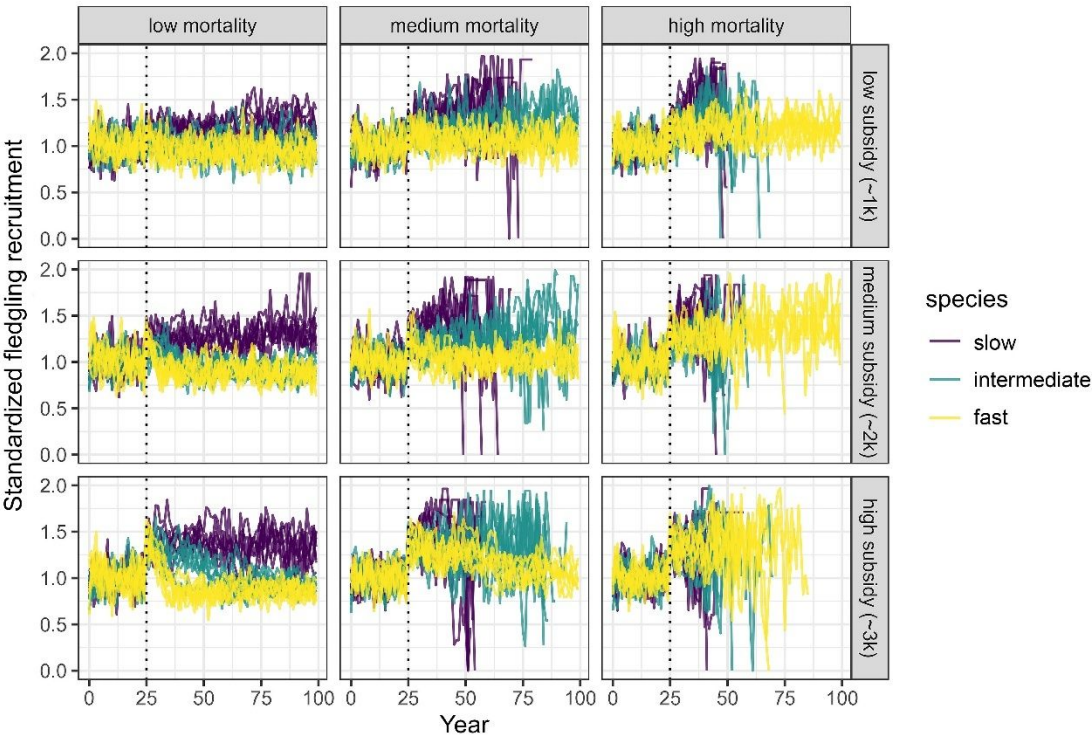 low mortality medium mortality high mortality
Standardized fledgling recruitment
2.0
1.5
1.0
0.5
0.0
low subsidy (~1k)
2.0
1.5
1.0
0.5
0.0
medium subsidy (~2k)
2.0
1.5
1.0
0.5
0.0
high subsidy (~3k)
0 25 50 75 100 0 25 50 75 100 0 25 50 75 100
Year
species
slow
intermediate
fast